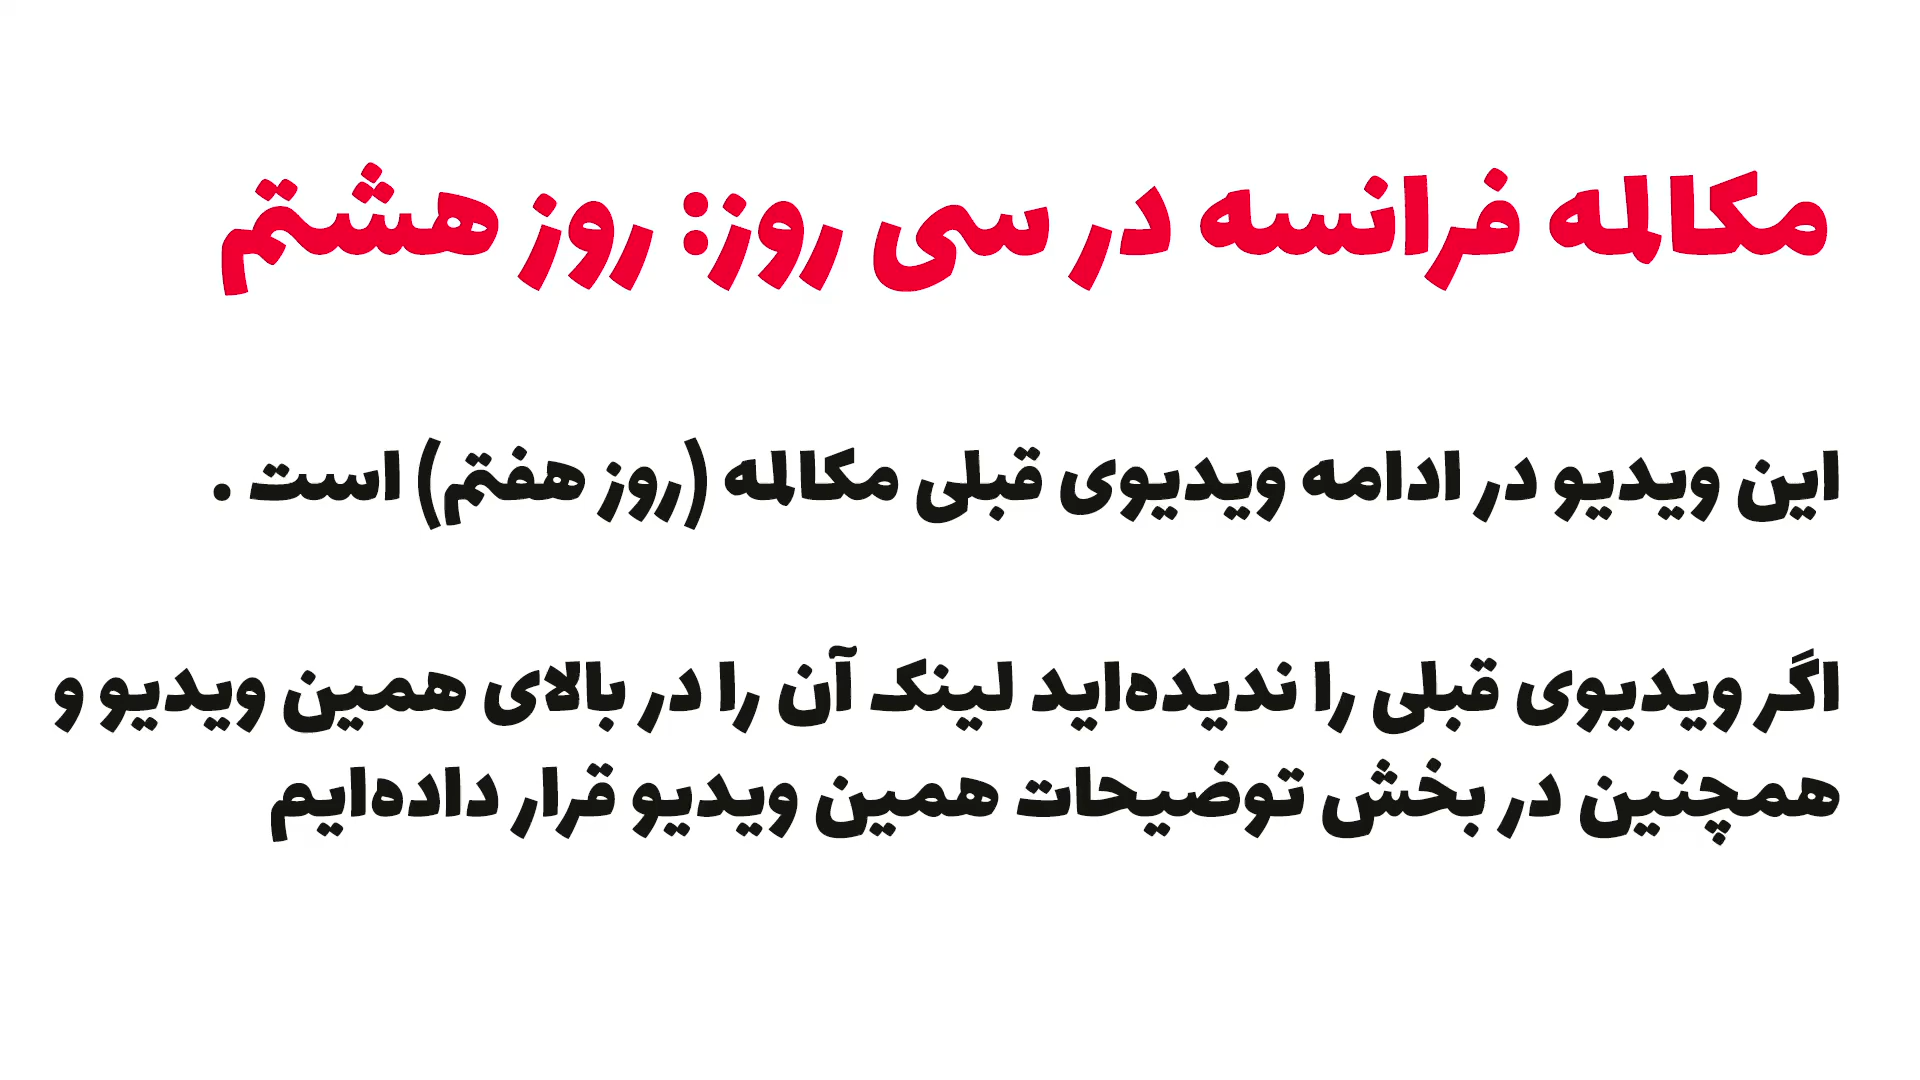 مکالمه فرانسه در سی روز: روز هشتم
این ویدیو در ادامه ویدیوی قبلی مکالمه (روز هفتم) است .
اگر ویدیوی قبلی را ندیده‌اید لینک آن را در بالای همین ویدیو و
همچنین در بخش توضیحات همین ویدیو قرار داده‌ایم